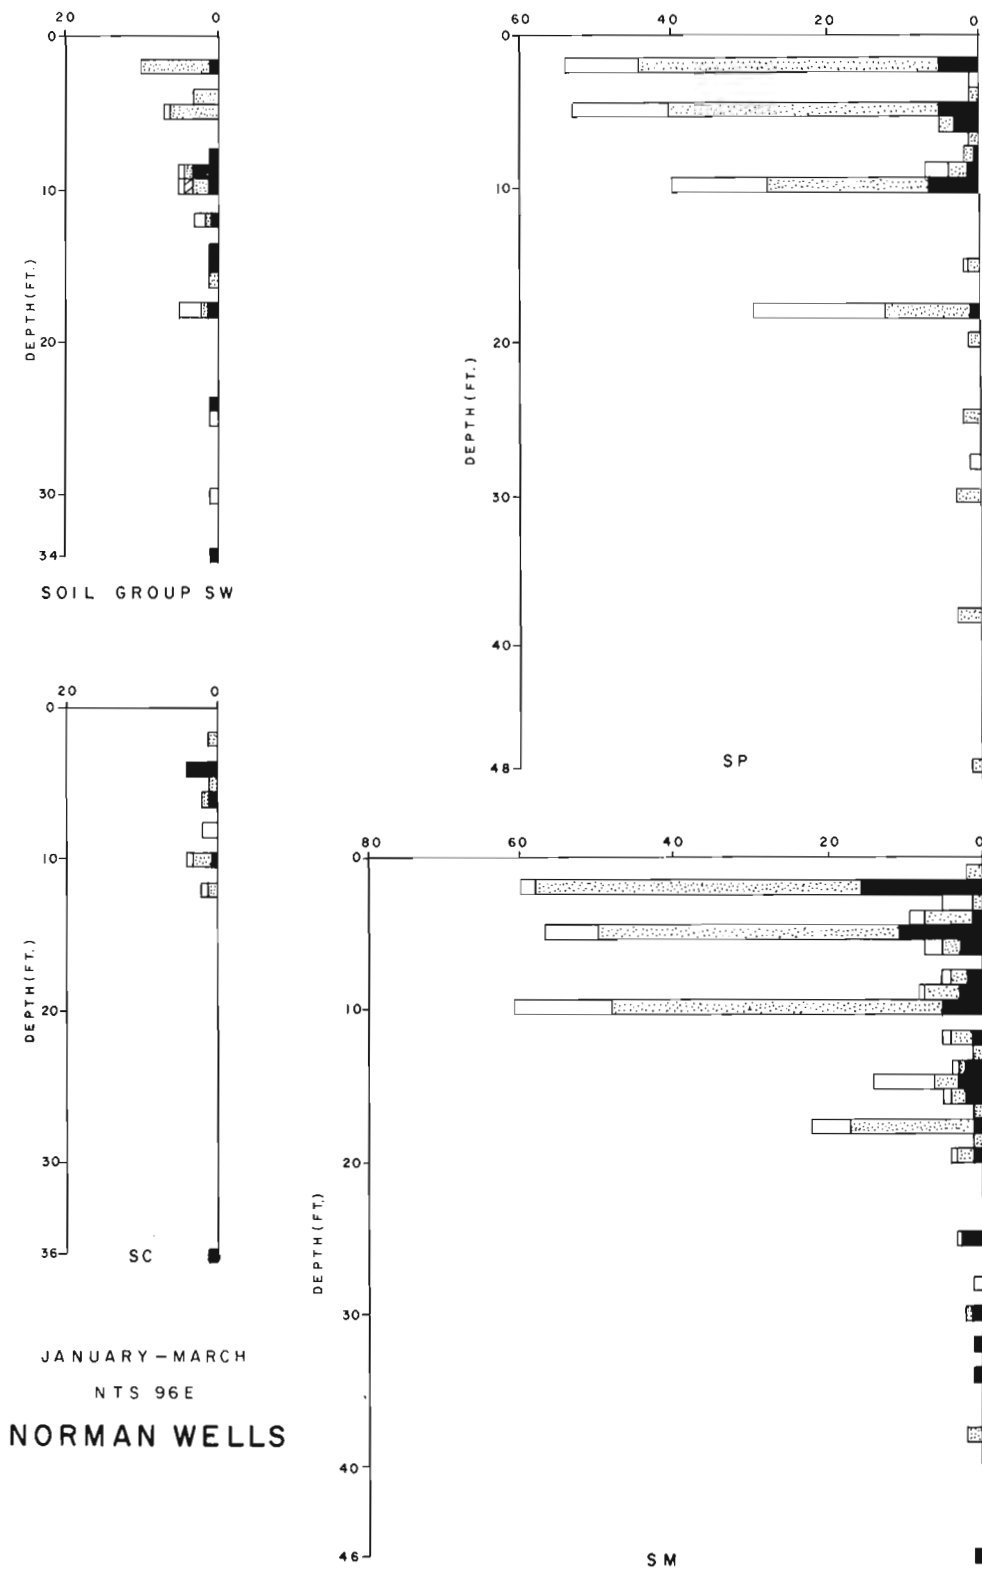 20 0
0
10
20
30
34
DEPTH(FT.)
SOIL GROUP SW
60 40 20 0
0
10
20
30
40
48
DEPTH(FT.)
SP
20 0
0
10
20
30
36
DEPTH(FT.)
SC
80 60 40 20 0
0
10
20
30
40
46
DEPTH(FT.)
SM
JANUARY-MARCH
NTS 96E
NORMAN WELLS